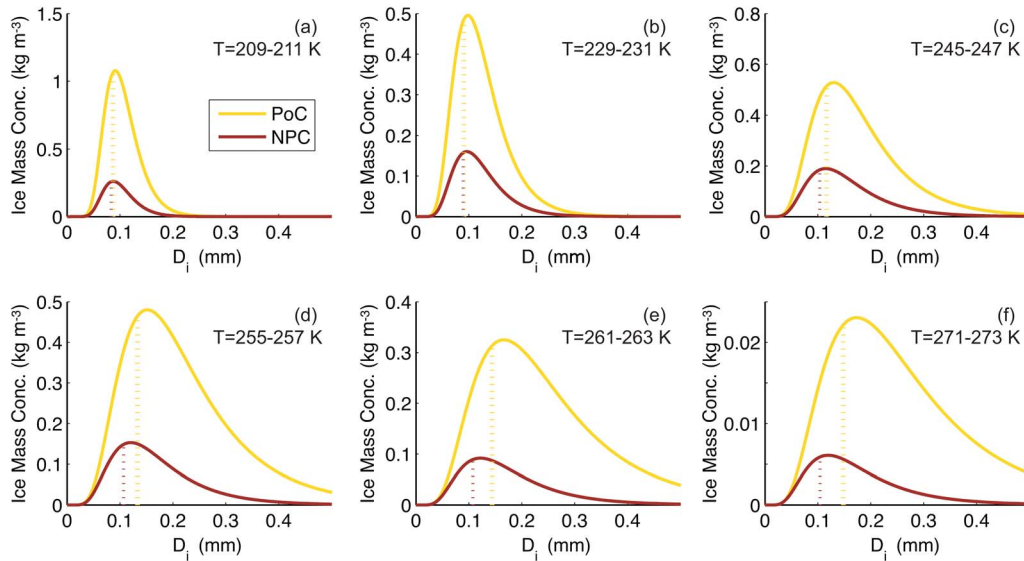 (a)
T=209-211 K
1.5
1
0.5
0
Ice Mass Conc. (kg m-3)
PoC
NPC
0 0.1 0.2 0.3 0.4
Di (mm)
(b)
T=229-231 K
0.5
0.4
0.3
0.2
0.1
0
Ice Mass Conc. (kg m-3)
0 0.1 0.2 0.3 0.4
Di (mm)
(c)
T=245-247 K
0.8
0.6
0.4
0.2
0
Ice Mass Conc. (kg m-3)
0 0.1 0.2 0.3 0.4
Di (mm)
(d)
T=255-257 K
0.5
0.4
0.3
0.2
0.1
0
Ice Mass Conc. (kg m-3)
0 0.1 0.2 0.3 0.4
Di (mm)
(e)
T=261-263 K
0.4
0.3
0.2
0.1
0
Ice Mass Conc. (kg m-3)
0 0.1 0.2 0.3 0.4
Di (mm)
(f)
T=271-273 K
0.02
0.01
0
Ice Mass Conc. (kg m-3)
0 0.1 0.2 0.3 0.4
Di (mm)